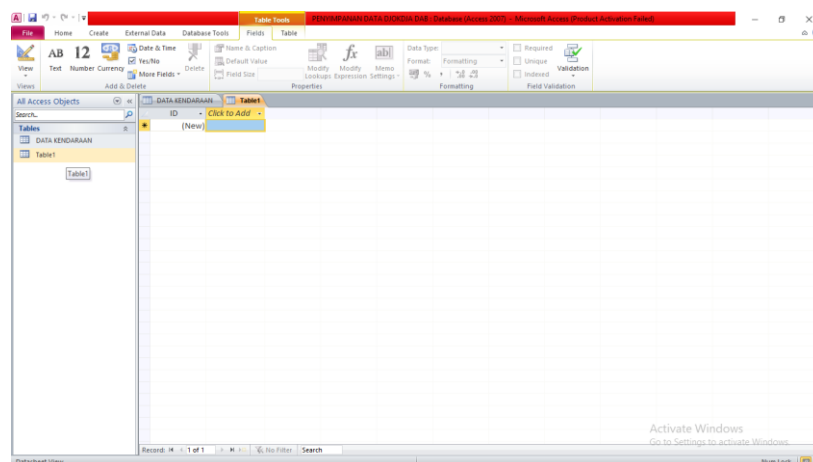 Table Tools
PENYIMPANAN DATA DJOKDJA DAB : Database (Access 2007) - Microsoft Access (Product Activation Failed)
File Home Create External Data Database Tools Fields Table
View
AB Text
12 Number
Currency
Date & Time
Yes/No
More Fields
Delete
Name & Caption
Default Value
Field Size
Modify Lookups
fx Modify Expression
ab Memo Settings
Data Type:
Format: Formatting
%
Required
Unique
Indexed
Validation
Views Add & Delete Properties Formatting Field Validation
All Access Objects
Search..
Tables
DATA KENDARAAN
Table1
Table1
DATA KENDARAAN Table1
ID Click to Add
(New)
Activate Windows
Go to Settings to activate Windows.
Record: 1 of 1 No Filter Search
Datasheet View Num Lock